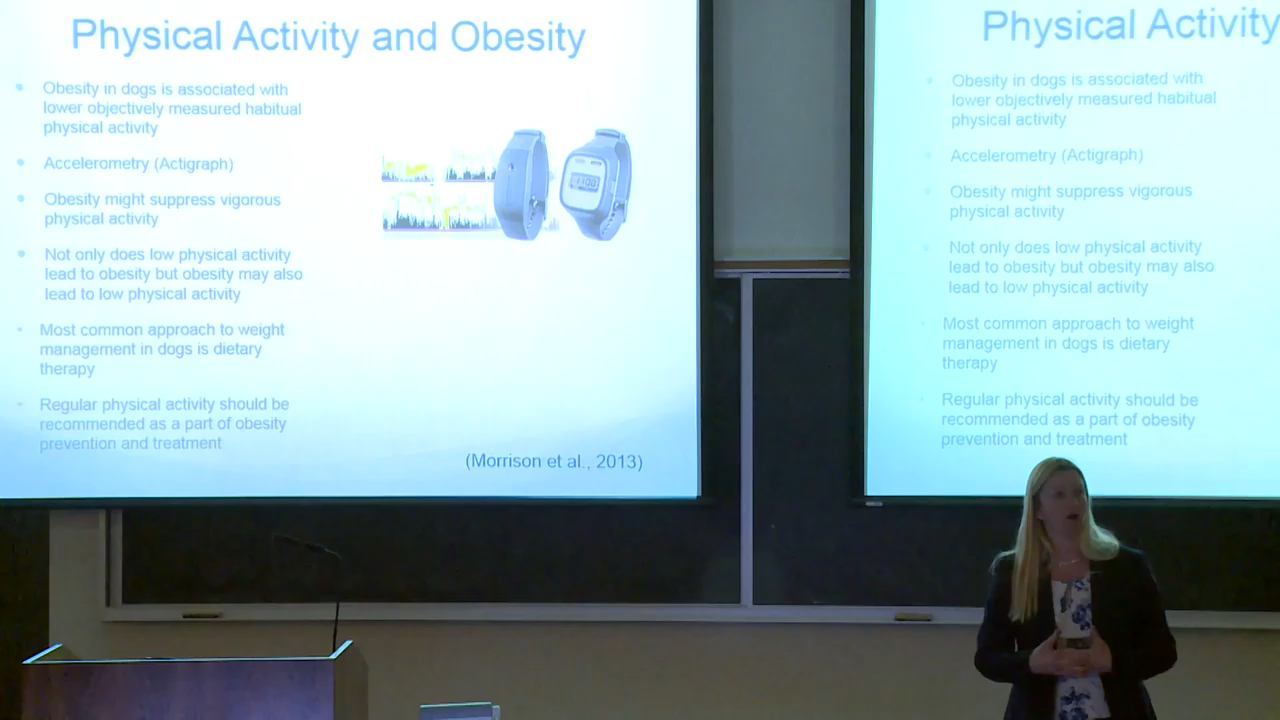 Physical Activity and Obesity
Obesity in dogs is associated with
lower objectively measured habitual
physical activity
Accelerometry (Actigraph)
Obesity might suppress vigorous
physical activity
Not only does low physical activity
lead to obesity but obesity may also
lead to low physical activity
Most common approach to weight
management in dogs is dietary
therapy
Regular physical activity should be
recommended as a part of obesity
prevention and treatment
(Morrison et al., 2013)
Physical Activity
Obesity in dogs is associated with
lower objectively measured habitual
physical activity
Accelerometry (Actigraph)
Obesity might suppress vigorous
physical activity
Not only does low physical activity
lead to obesity but obesity may also
lead to low physical activity
Most common approach to weight
management in dogs is dietary
therapy
Regular physical activity should be
recommended as a part of obesity
prevention and treatment